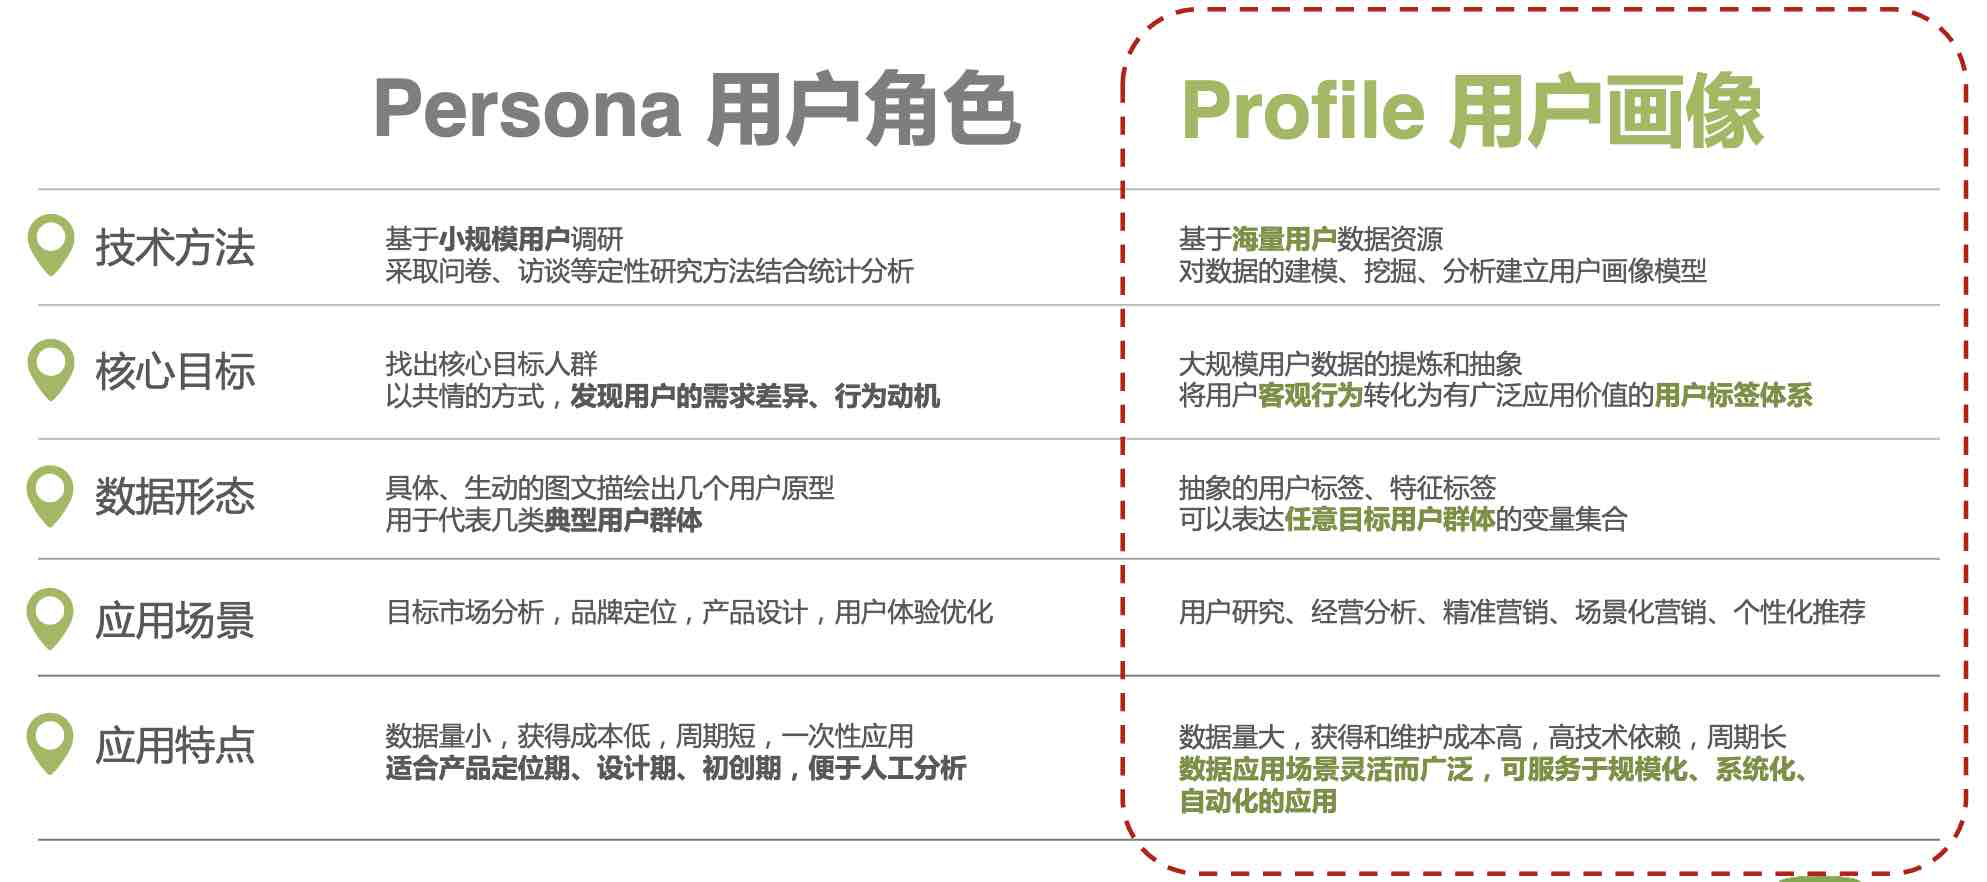 Persona 用户角色
Profile 用户画像
技术方法
基于小规模用户调研
采取问卷、访谈等定性研究方法结合统计分析
基于海量用户数据资源
对数据的建模、挖掘、分析建立用户画像模型
核心目标
找出核心目标人群
以共情的方式，发现用户的需求差异、行为动机
大规模用户数据的提炼和抽象
将用户客观行为转化为有广泛应用价值的用户标签体系
数据形态
具体、生动的图文描绘出几个用户原型
用于代表几类典型用户群体
抽象的用户标签、特征标签
可以表达任意目标用户群体的变量集合
应用场景
目标市场分析，品牌定位，产品设计，用户体验优化
用户研究、经营分析、精准营销、场景化营销、个性化推荐
应用特点
数据量小，获得成本低，周期短，一次性应用
适合产品定位期、设计期、初创期，便于人工分析
数据量大，获得和维护成本高，高技术依赖，周期长
数据应用场景灵活而广泛，可服务于规模化、系统化、
自动化的应用